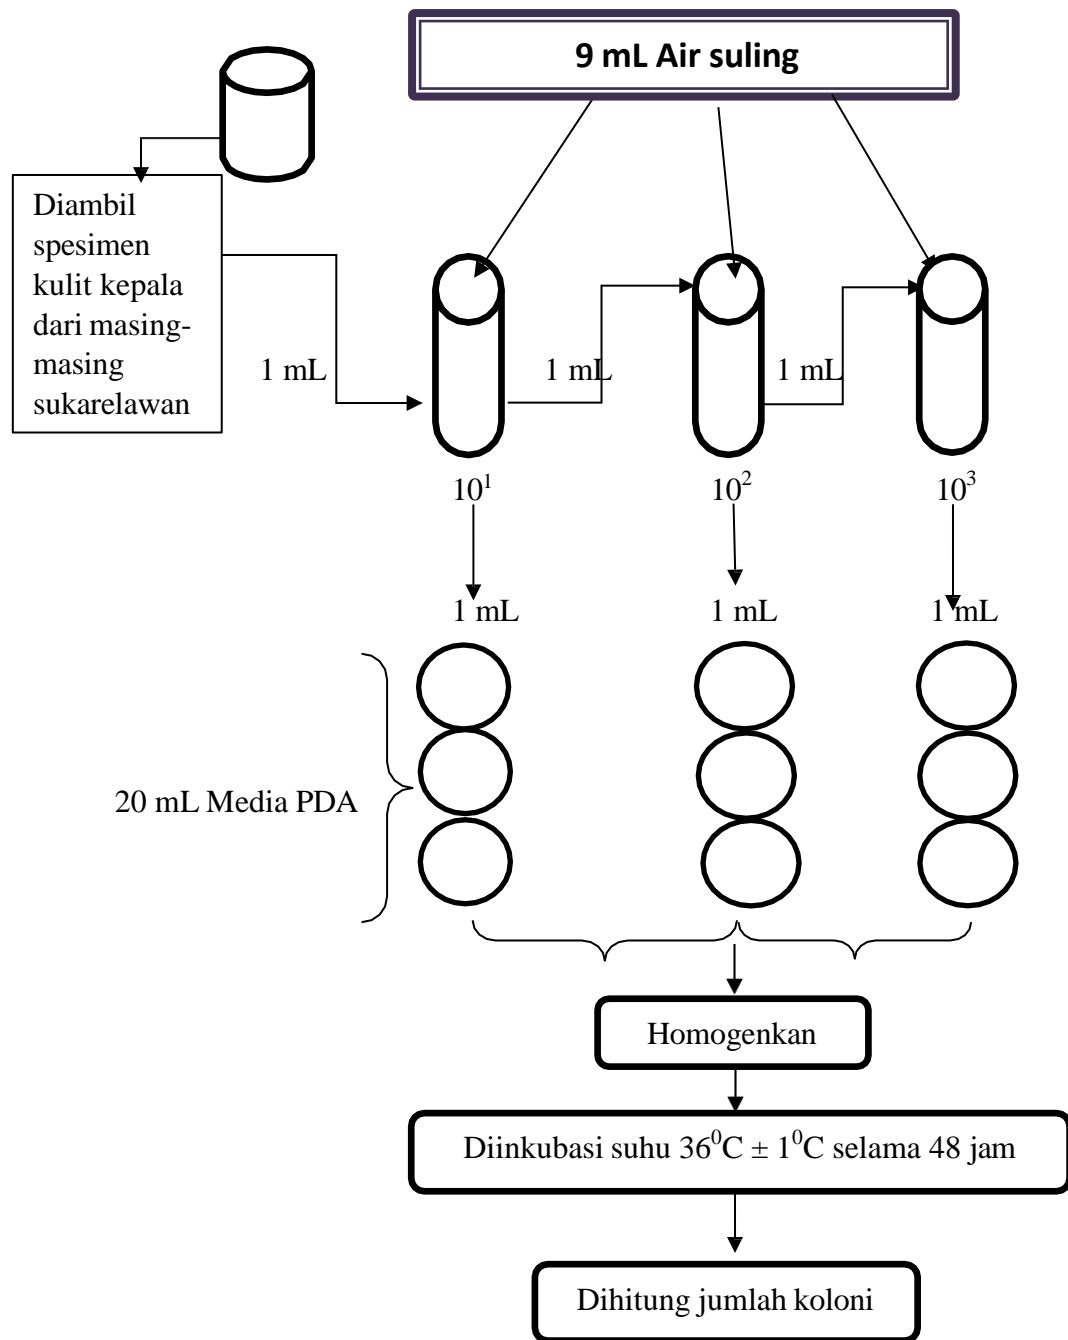 9 mL Air suling
Diambil
spesimen
kulit kepala
dari masing-
masing
sukarelawan
1 mL
1 mL
1 mL
10¹
10²
10³
1 mL
1 mL
1 mL
20 mL Media PDA
Homogenkan
Diinkubasi suhu 36⁰C ± 1⁰C selama 48 jam
Dihitung jumlah koloni